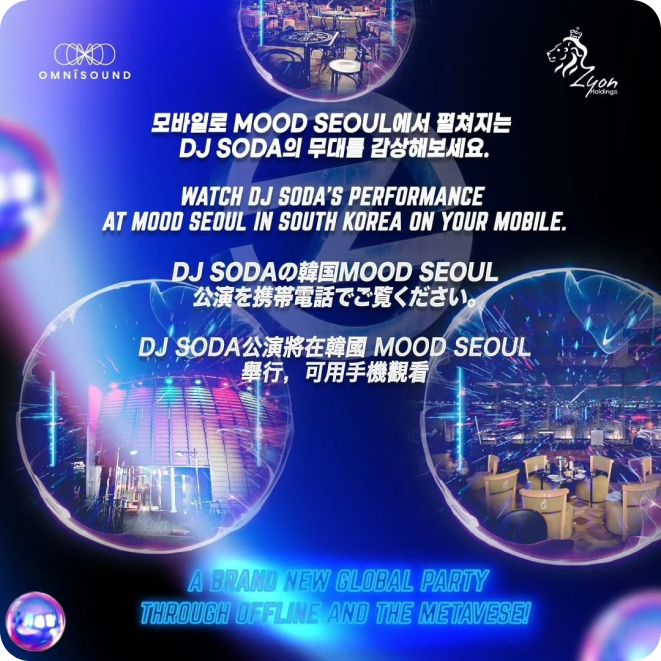 OMNĪSOUND
Lyon
Holdings
모바일로 MOOD SEOUL에서 펼쳐지는
DJ SODA의 무대를 감상해보세요.
WATCH DJ SODA'S PERFORMANCE
AT MOOD SEOUL IN SOUTH KOREA ON YOUR MOBILE.
DJ SODAの韓国MOOD SEOUL
公演を携帯電話でご覧ください。
DJ SODA公演將在韓國 MOOD SEOUL
舉行，可用手機觀看
A BRAND NEW GLOBAL PARTY
THROUGH OFFLINE AND THE METAVESE!